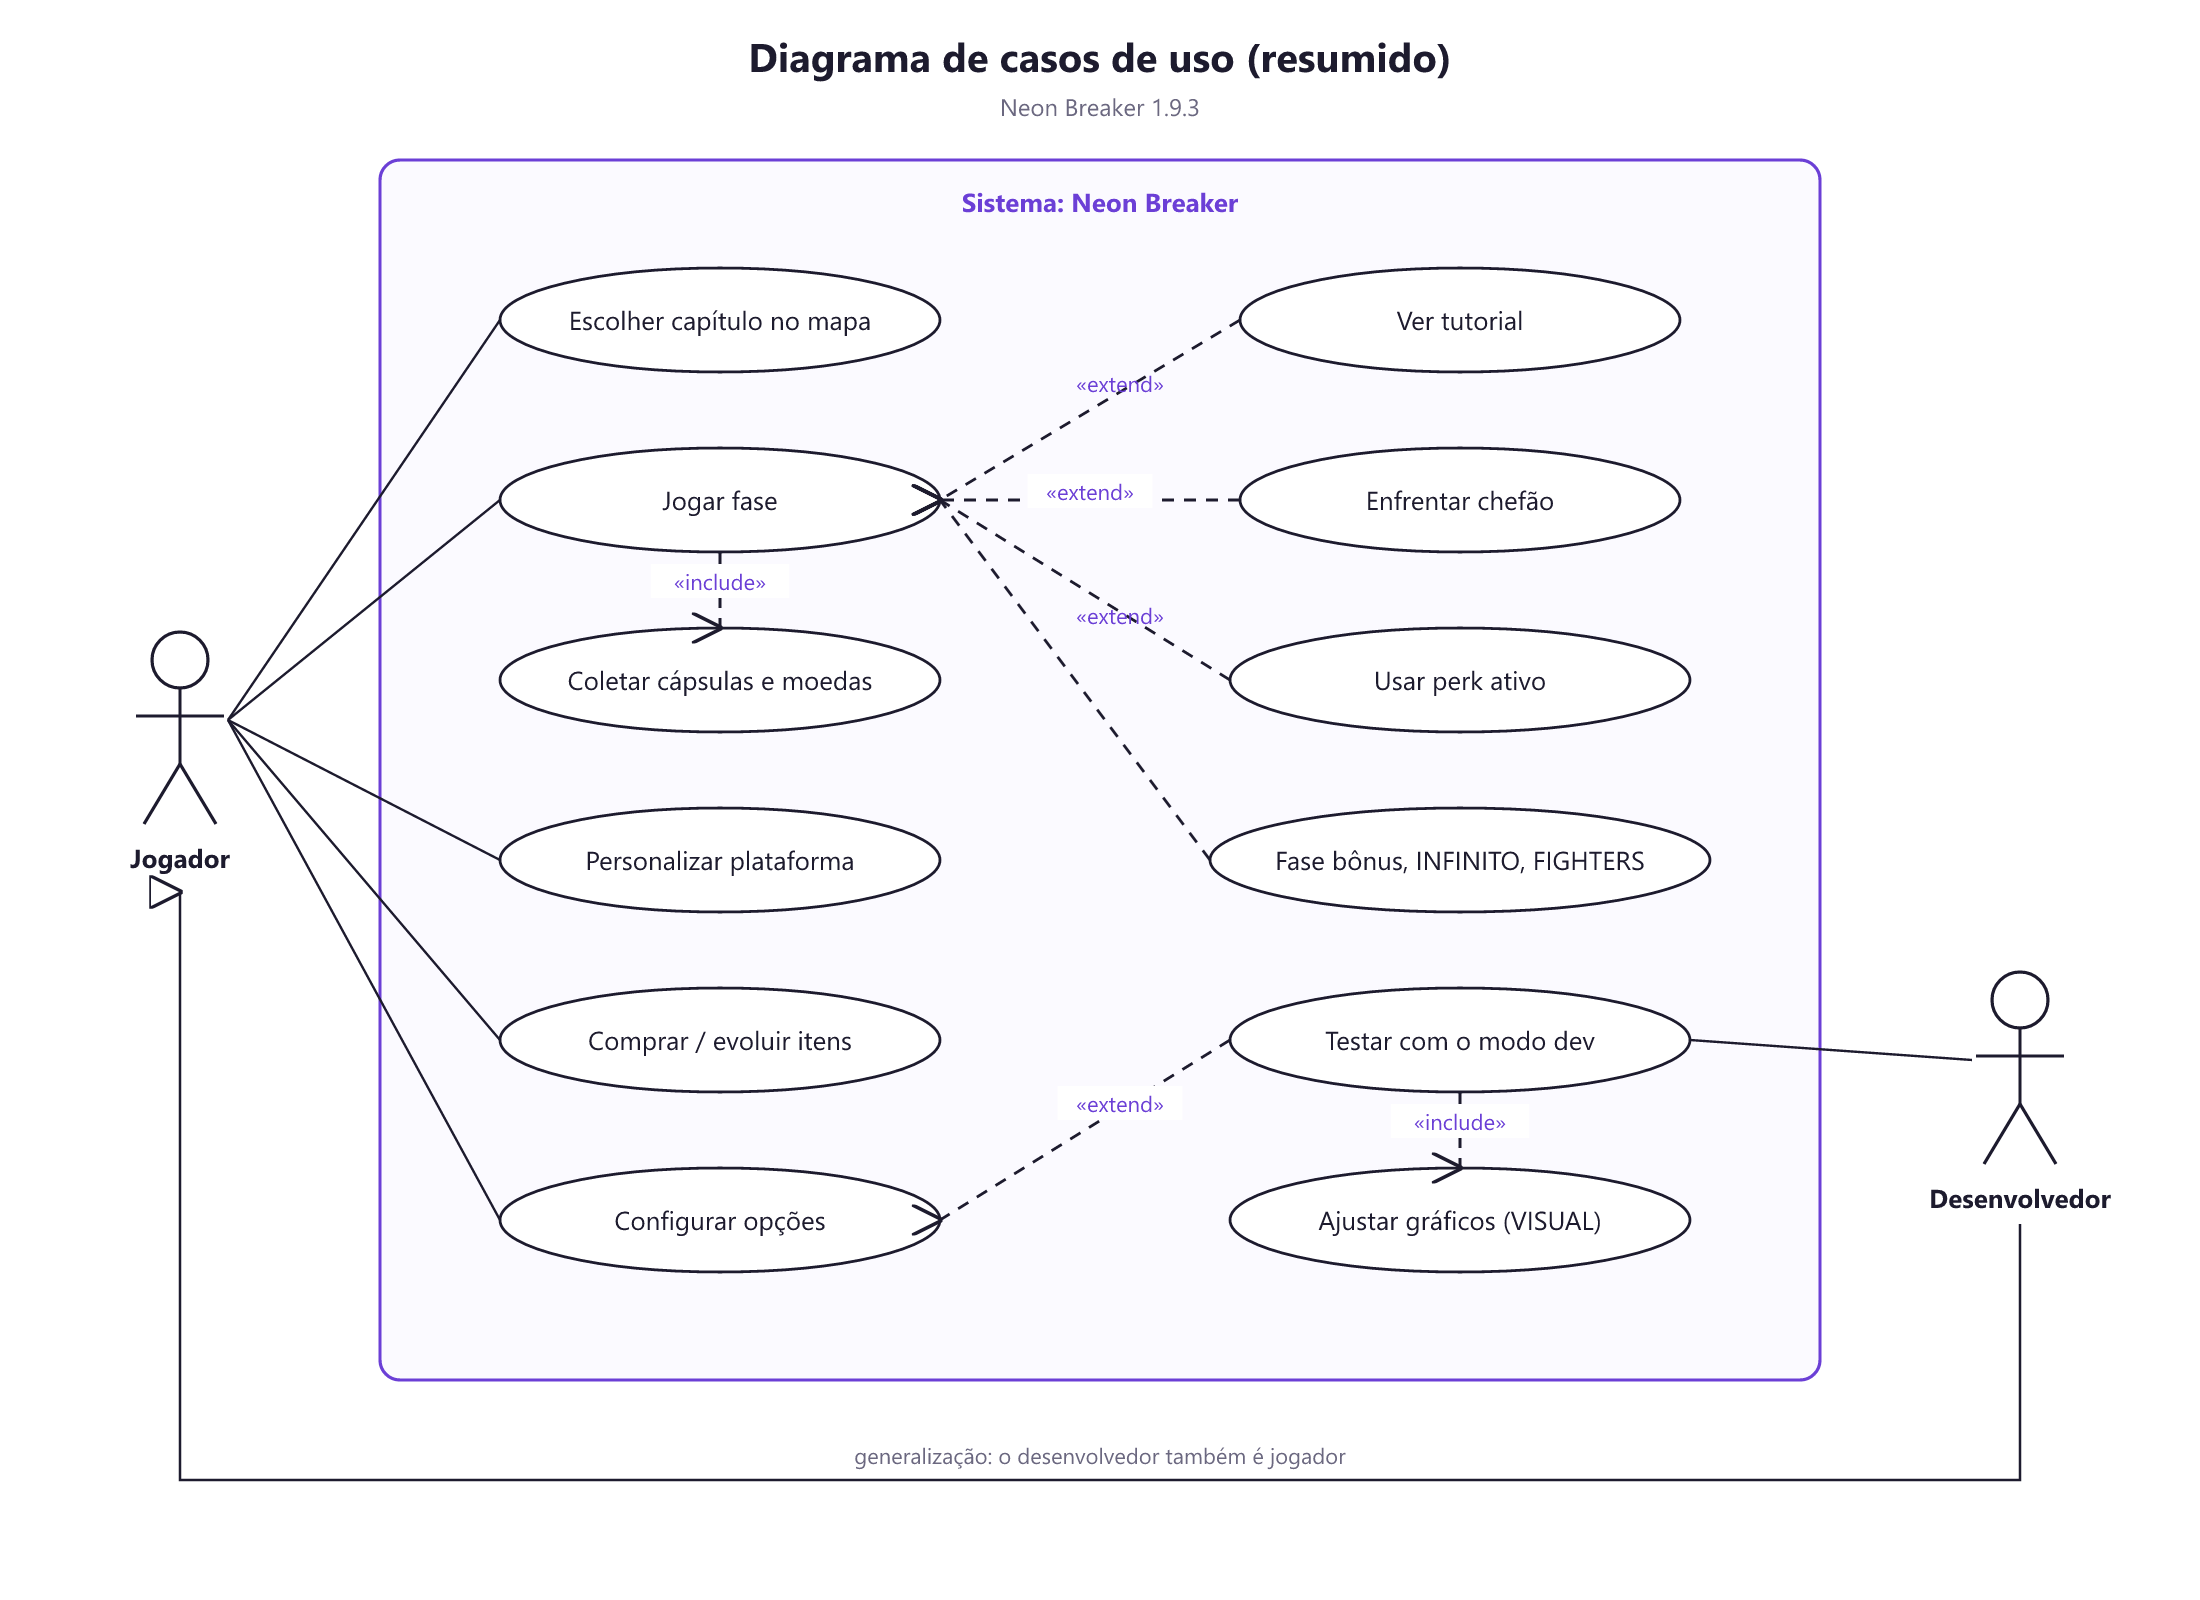 Diagrama de casos de uso (resumido)
Neon Breaker 1.9.3
Sistema: Neon Breaker
Escolher capítulo no mapa
Ver tutorial
«extend»
Jogar fase
«extend»
Enfrentar chefão
«include»
«extend»
Coletar cápsulas e moedas
Usar perk ativo
Jogador
Personalizar plataforma
Fase bônus, INFINITO, FIGHTERS
Comprar / evoluir itens
Testar com o modo dev
«extend»
«include»
Desenvolvedor
Configurar opções
Ajustar gráficos (VISUAL)
generalização: o desenvolvedor também é jogador